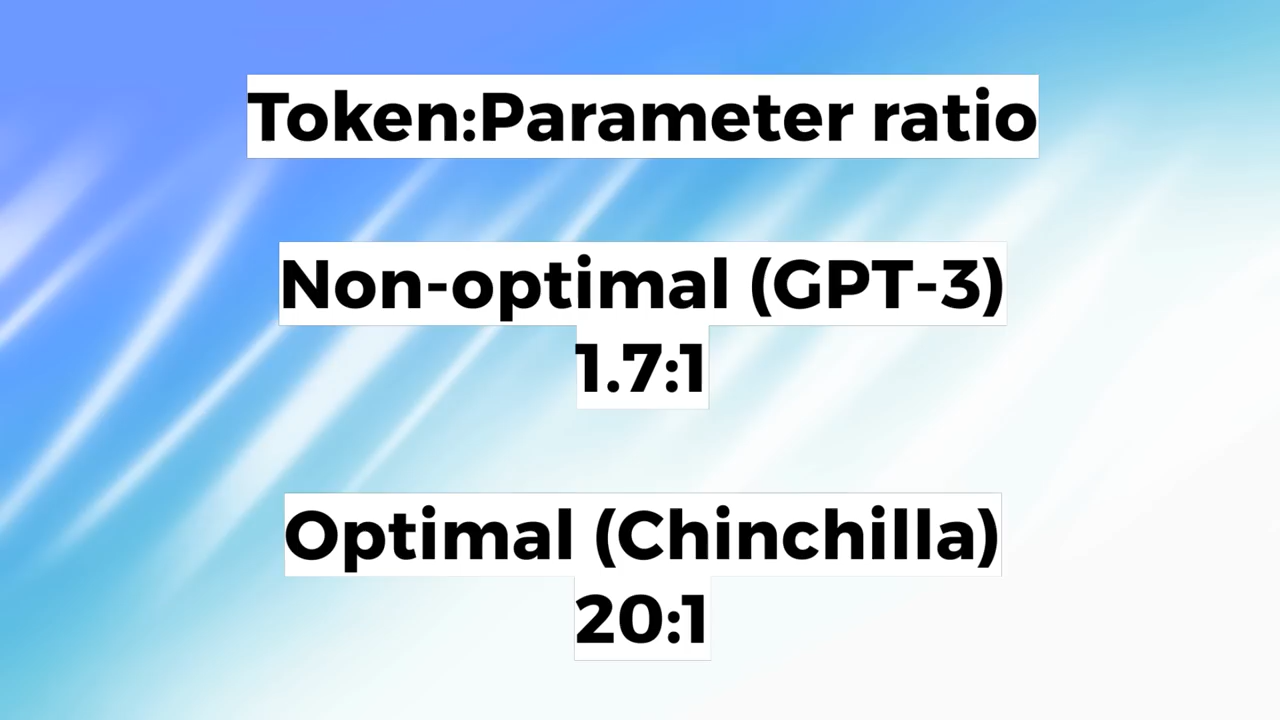 Token:Parameter ratio
Non-optimal (GPT-3)
1.7:1
Optimal (Chinchilla)
20:1